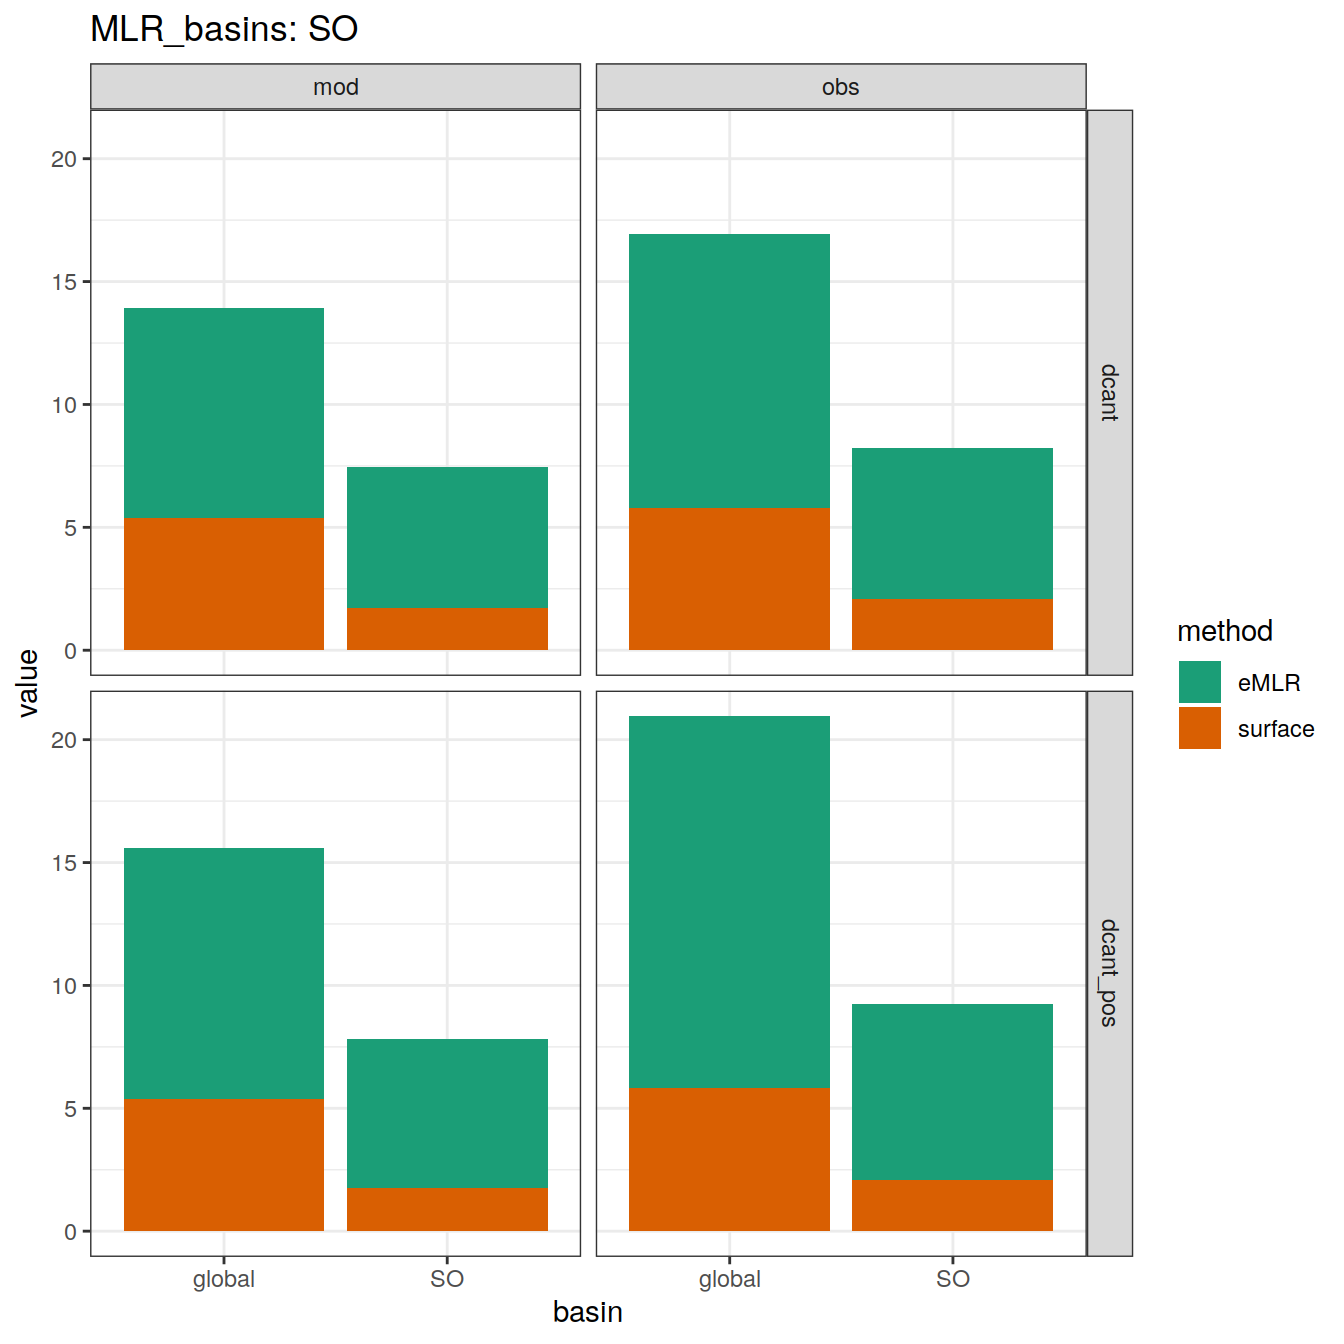 MLR_basins: SO
mod
obs
20
15
10
5
0
dcant
20
15
10
5
0
dcant_pos
value
global
SO
global
SO
basin
method
eMLR
surface